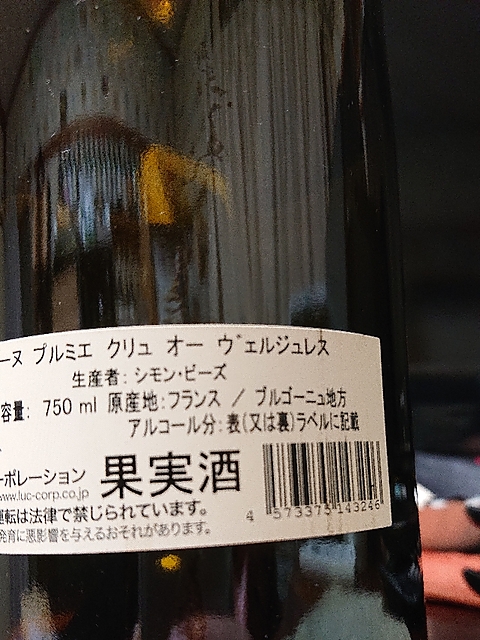 ーヌ プルミエ クリュ オー ヴェルジュレス
生産者: シモン・ビーズ
容量: 750 ml 原産地:フランス / ブルゴーニュ地方
アルコール分:表(又は裏)ラベルに記載
ーポレーション
www.luc-corp.co.jp
果実酒
4 573375 143246
運転は法律で禁じられています。
発育に悪影響を与えるおそれがあります。